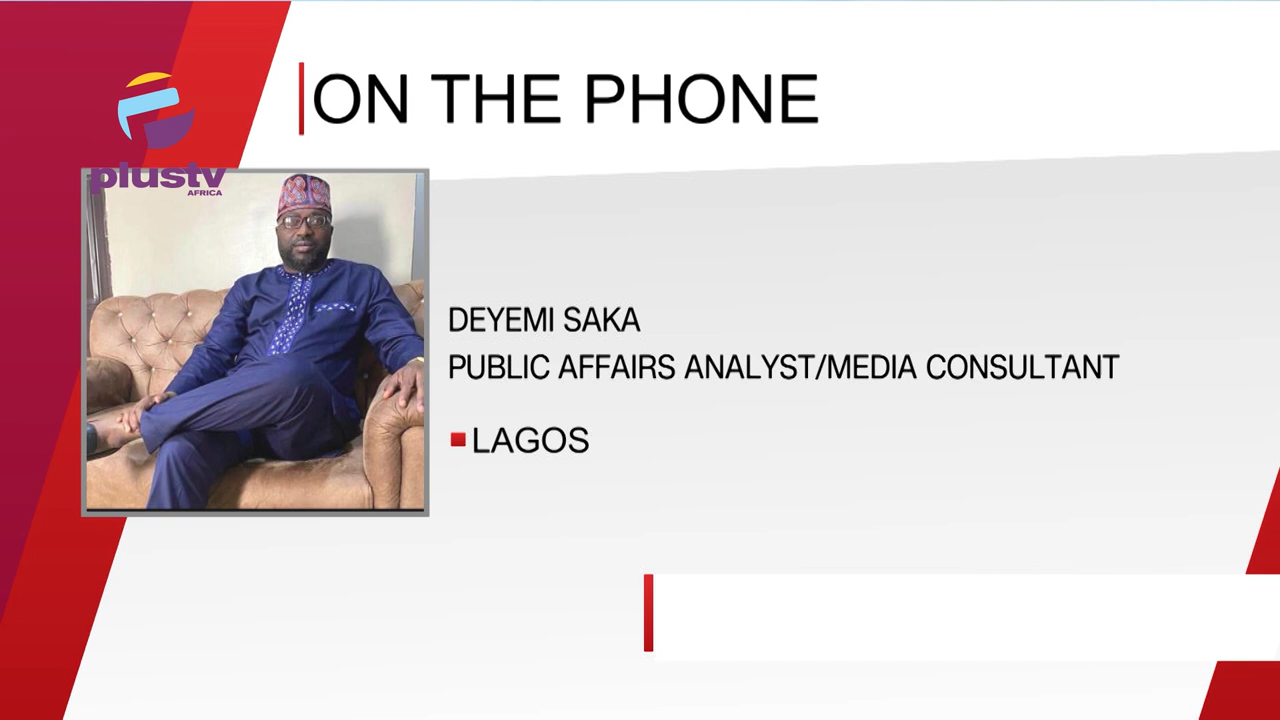 ON THE PHONE
plustv
AFRICA
DEYEMI SAKA
PUBLIC AFFAIRS ANALYST/MEDIA CONSULTANT
LAGOS